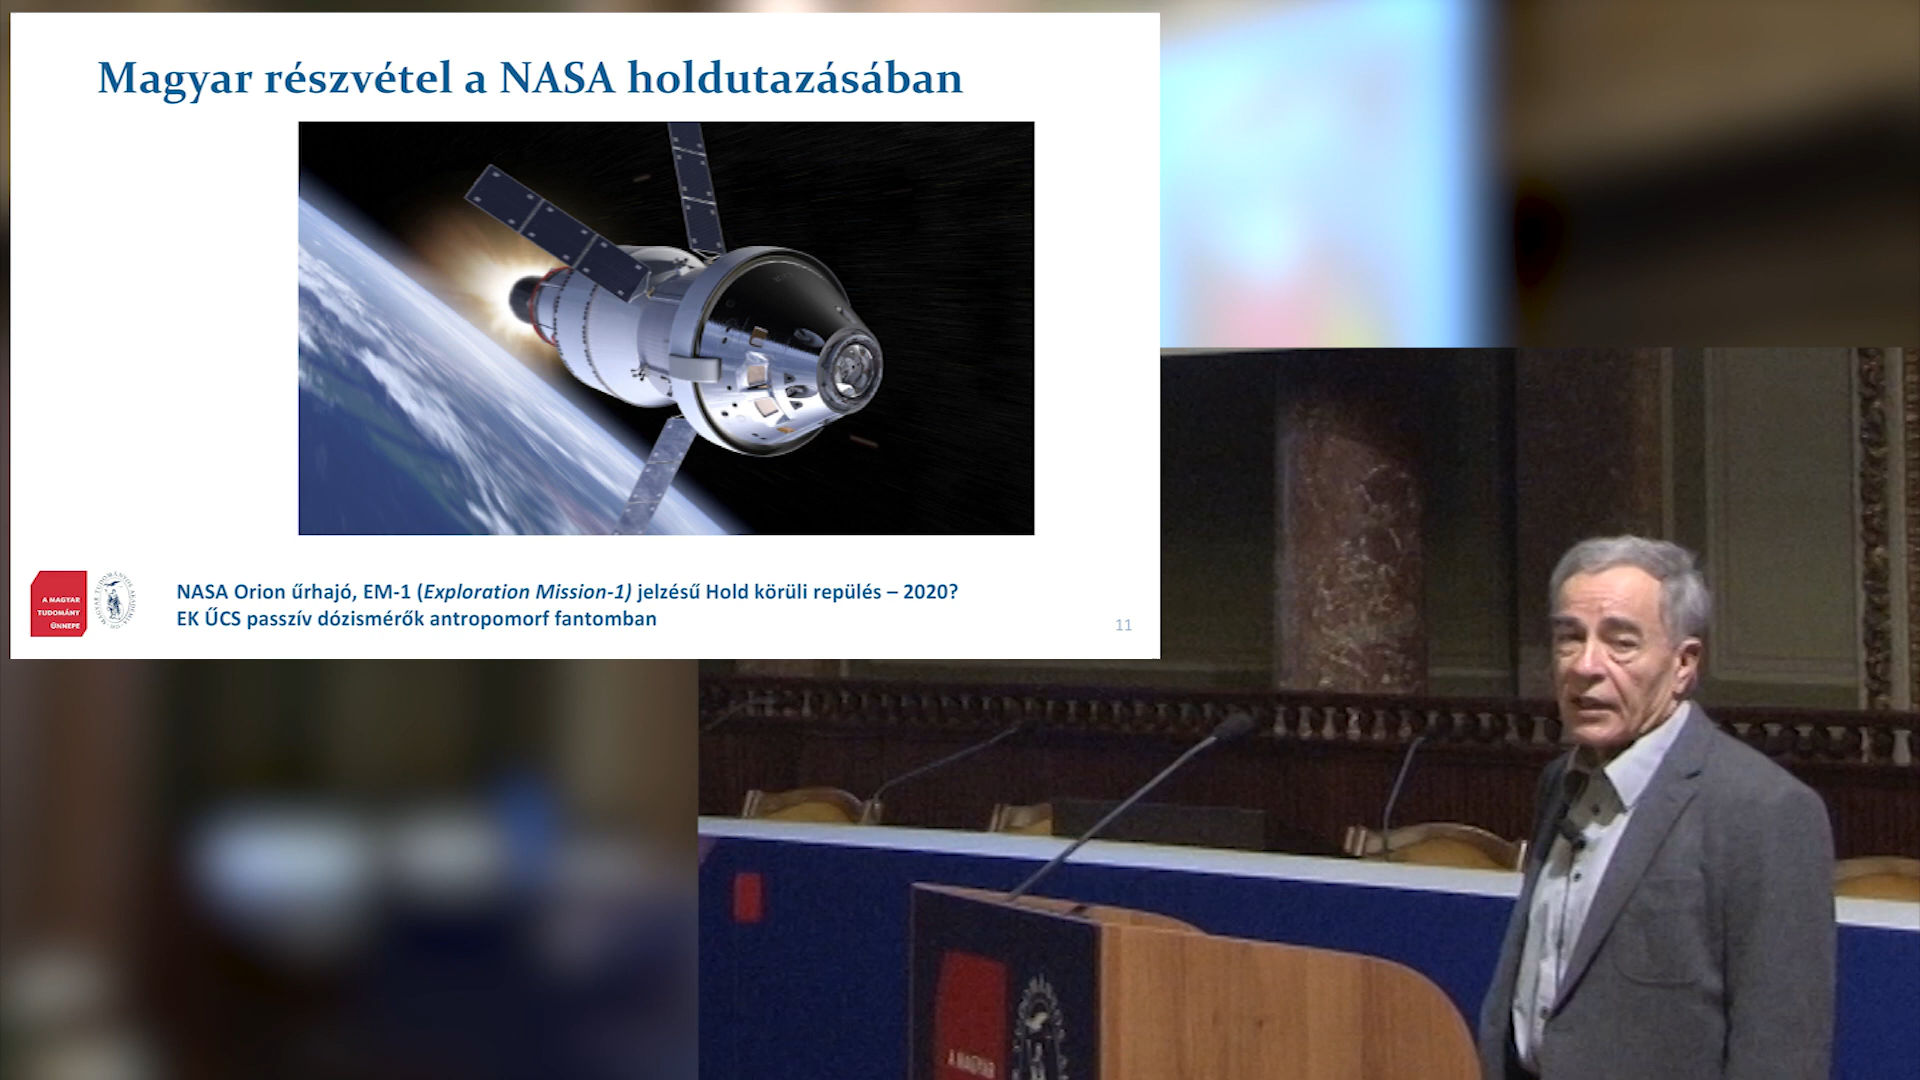 Magyar részvétel a NASA holdutazásában
A MAGYAR
TUDOMÁNY
ÜNNEPE
NASA Orion űrhajó, EM-1 (Exploration Mission-1) jelzésű Hold körüli repülés – 2020?
EK ŰCS passzív dózismérők antropomorf fantomban
11
A MAGYAR